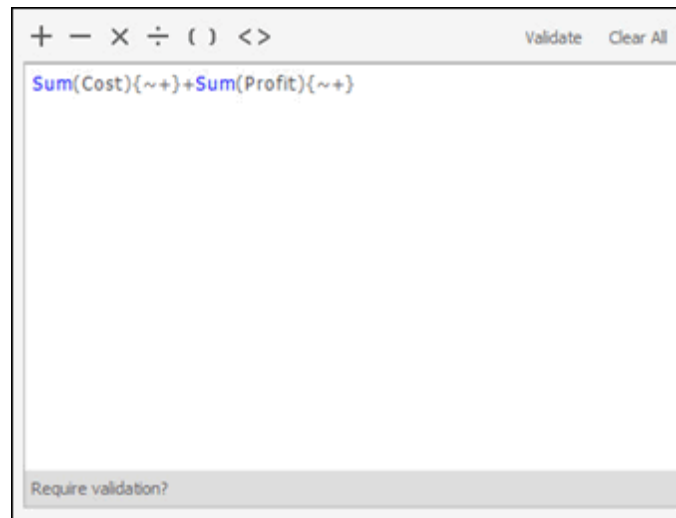 + − × ÷ ( ) <> Validate Clear All
Sum(Cost){~+}+Sum(Profit){~+}
Require validation?